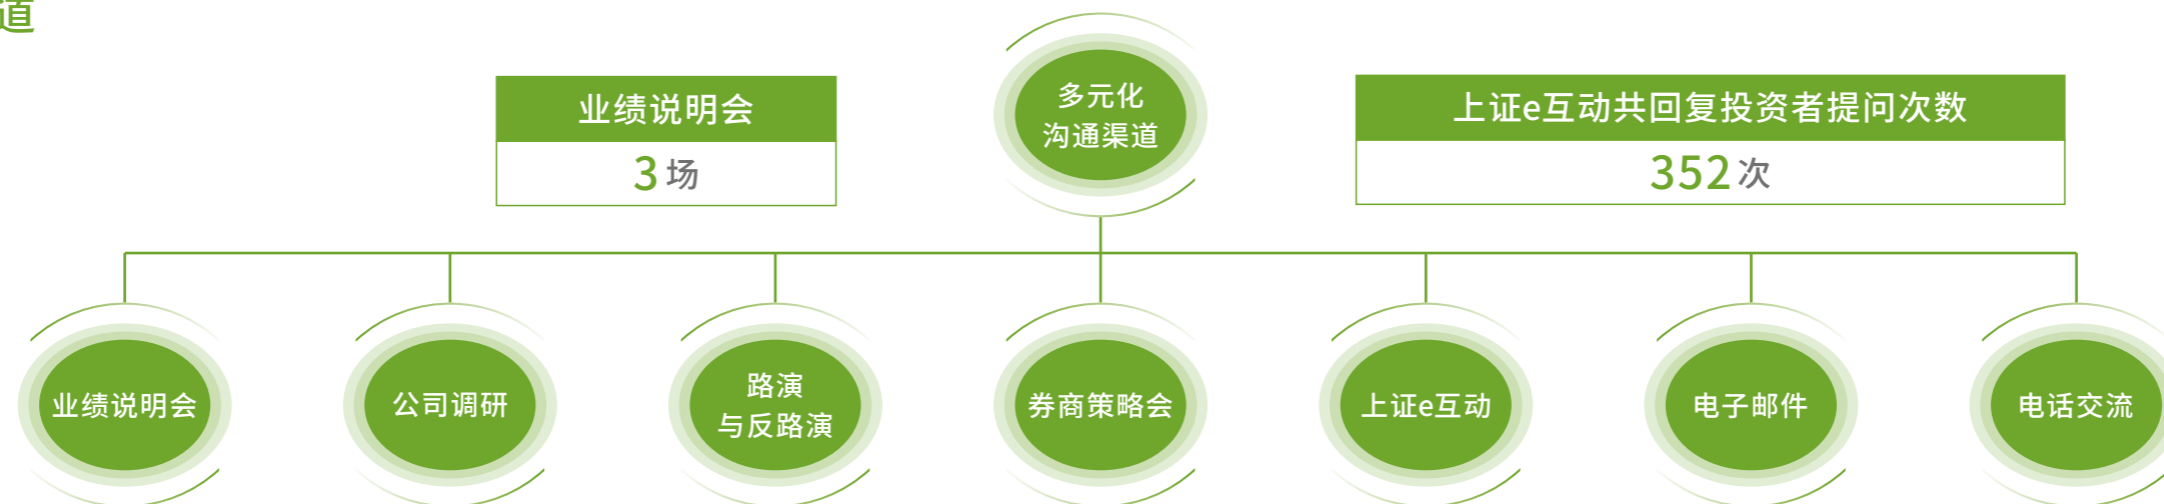 道
多元化
沟通渠道
业绩说明会
3场
上证e互动共回复投资者提问次数
352次
业绩说明会
公司调研
路演
与反路演
券商策略会
上证e互动
电子邮件
电话交流